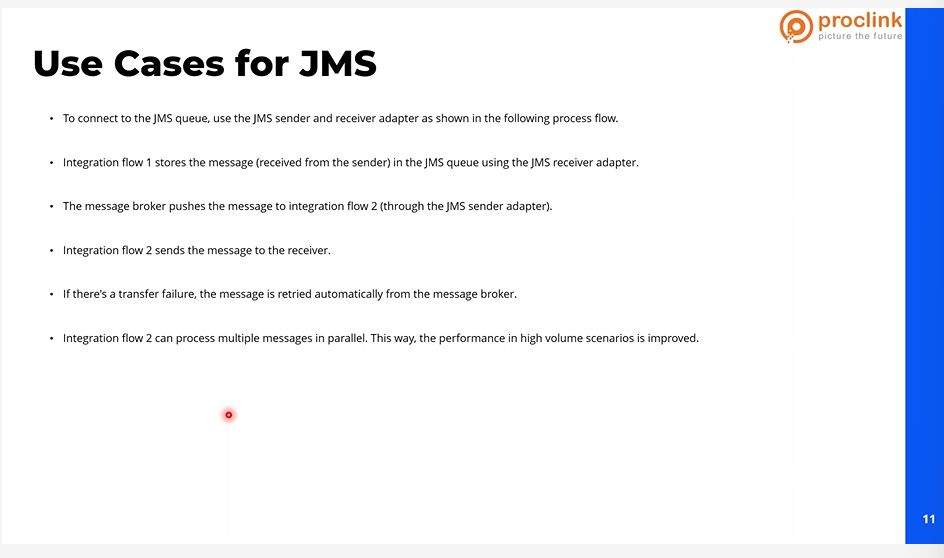 proclink
picture the future
Use Cases for JMS
• To connect to the JMS queue, use the JMS sender and receiver adapter as shown in the following process flow.
• Integration flow 1 stores the message (received from the sender) in the JMS queue using the JMS receiver adapter.
• The message broker pushes the message to integration flow 2 (through the JMS sender adapter).
• Integration flow 2 sends the message to the receiver.
• If there's a transfer failure, the message is retried automatically from the message broker.
• Integration flow 2 can process multiple messages in parallel. This way, the performance in high volume scenarios is improved.
11